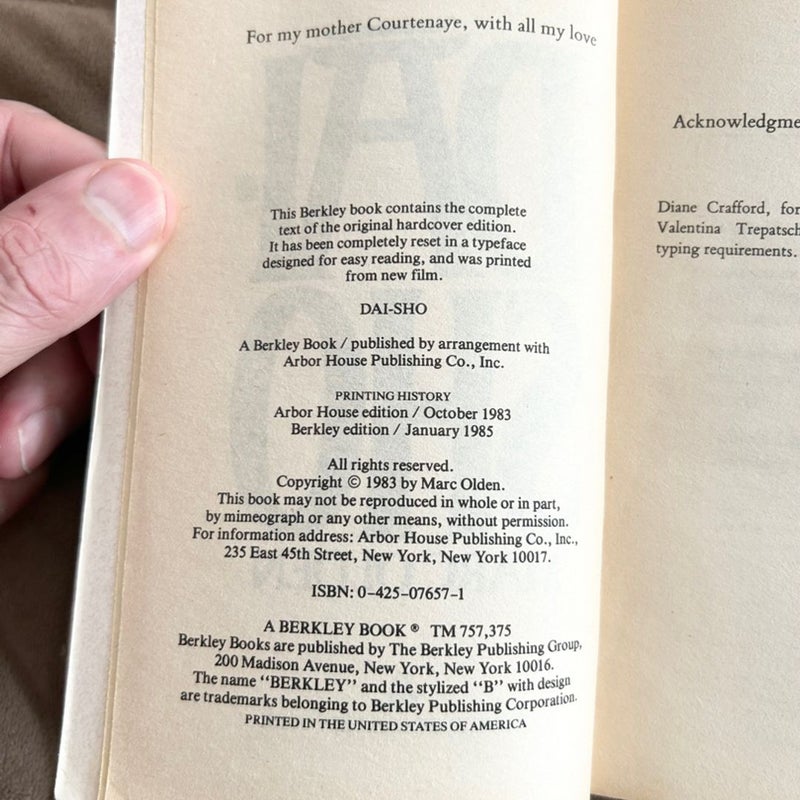 For my mother Courtenaye, with all my love
This Berkley book contains the complete
text of the original hardcover edition.
It has been completely reset in a typeface
designed for easy reading, and was printed
from new film.
DAI-SHO
A Berkley Book / published by arrangement with
Arbor House Publishing Co., Inc.
PRINTING HISTORY
Arbor House edition / October 1983
Berkley edition / January 1985
All rights reserved.
Copyright © 1983 by Marc Olden.
This book may not be reproduced in whole or in part,
by mimeograph or any other means, without permission.
For information address: Arbor House Publishing Co., Inc.,
235 East 45th Street, New York, New York 10017.
ISBN: 0-425-07657-1
A BERKLEY BOOK ® TM 757,375
Berkley Books are published by The Berkley Publishing Group,
200 Madison Avenue, New York, New York 10016.
The name "BERKLEY" and the stylized "B" with design
are trademarks belonging to Berkley Publishing Corporation.
PRINTED IN THE UNITED STATES OF AMERICA
Acknowledgme
Diane Crafford, for
Valentina Trepatsch
typing requirements.